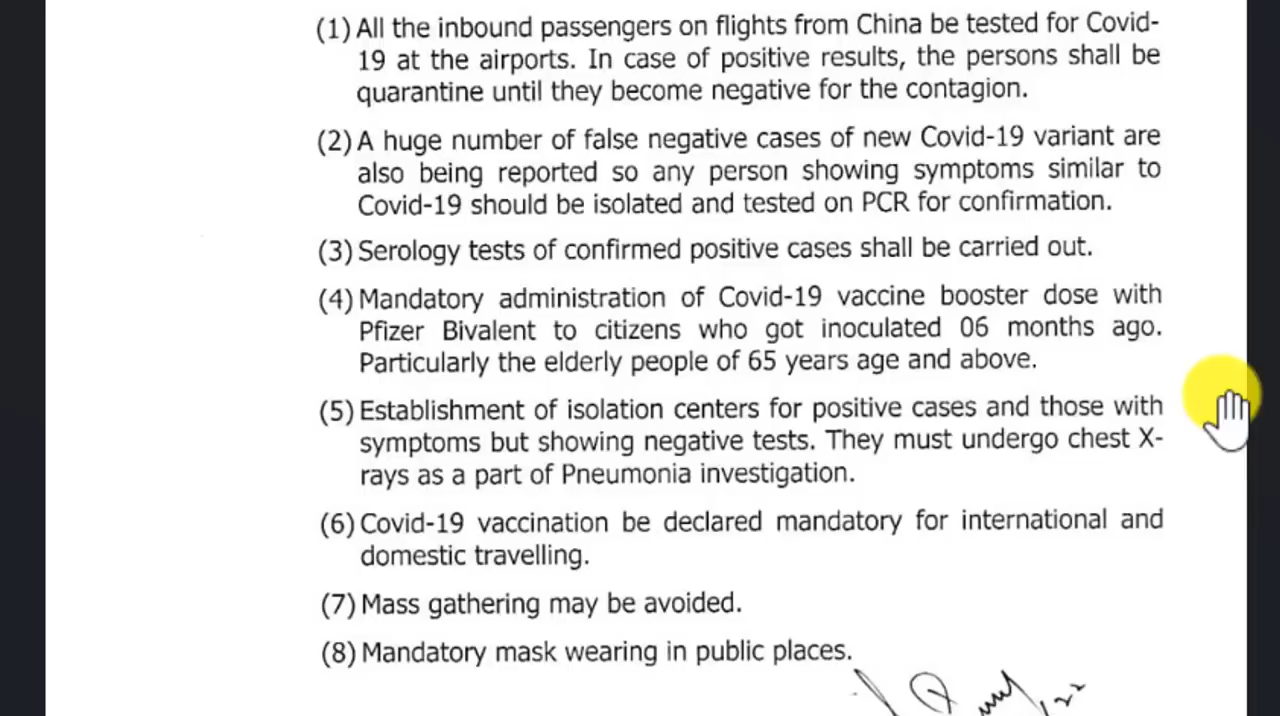 (1) All the inbound passengers on flights from China be tested for Covid-
19 at the airports. In case of positive results, the persons shall be
quarantine until they become negative for the contagion.
(2) A huge number of false negative cases of new Covid-19 variant are
also being reported so any person showing symptoms similar to
Covid-19 should be isolated and tested on PCR for confirmation.
(3) Serology tests of confirmed positive cases shall be carried out.
(4) Mandatory administration of Covid-19 vaccine booster dose with
Pfizer Bivalent to citizens who got inoculated 06 months ago.
Particularly the elderly people of 65 years age and above.
(5) Establishment of isolation centers for positive cases and those with
symptoms but showing negative tests. They must undergo chest X-
rays as a part of Pneumonia investigation.
(6) Covid-19 vaccination be declared mandatory for international and
domestic travelling.
(7) Mass gathering may be avoided.
(8) Mandatory mask wearing in public places.